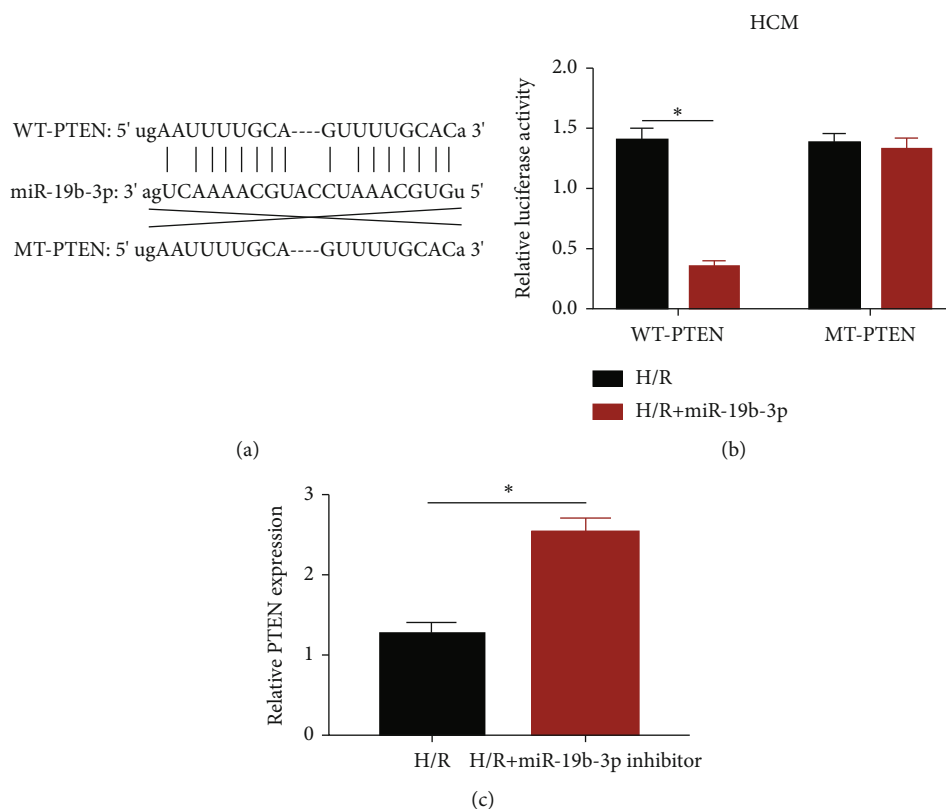 WT-PTEN: 5' ugAAUUUUGCA----GUUUUGCACa 3'
miR-19b-3p: 3' agUCAAAACGUACCUAAACGUGu 5'
MT-PTEN: 5' ugAAUUUUGCA----GUUUUGCACa 3'
(a)
HCM
Relative luciferase activity
2.0
1.5
1.0
0.5
0.0
*
WT-PTEN
MT-PTEN
H/R
H/R+miR-19b-3p
(b)
Relative PTEN expression
3
2
1
0
*
H/R
H/R+miR-19b-3p inhibitor
(c)